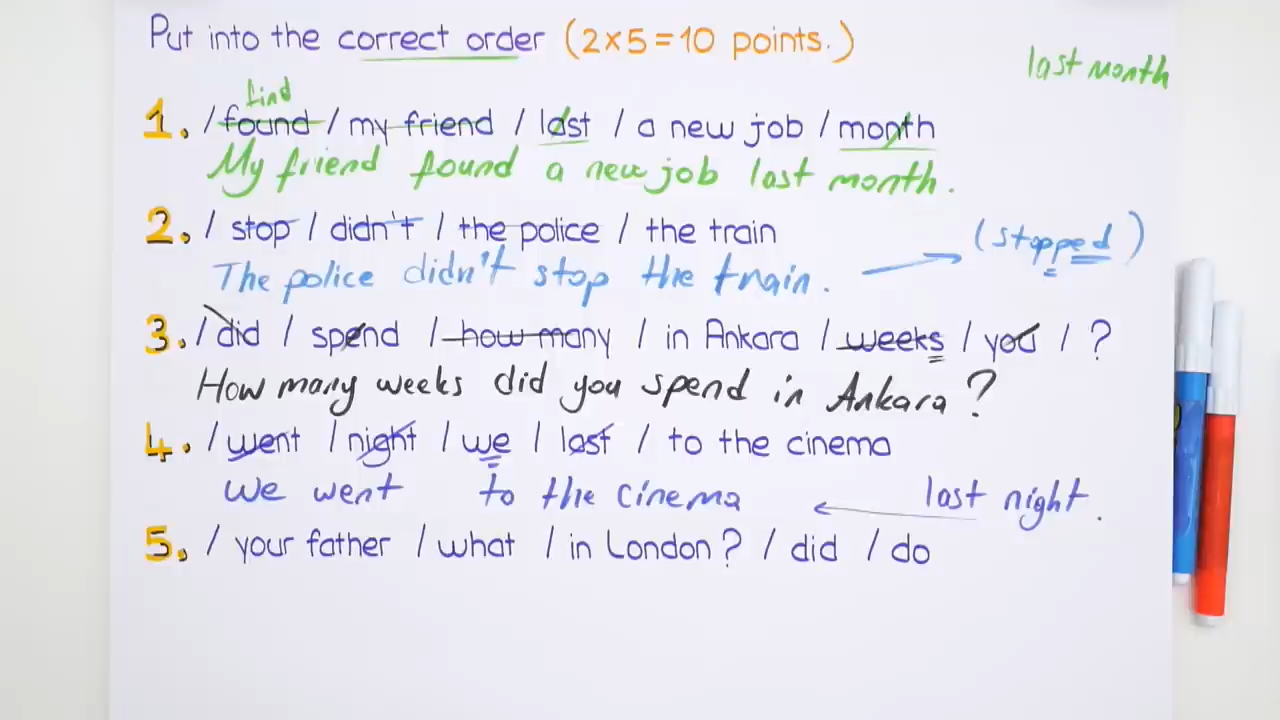 Put into the correct order (2x5=10 points.)
last month
find
1. / found / my friend / last / a new job / month
My friend found a new job last month.
2. / stop / didn't / the police / the train
(stopped)
The police didn't stop the train.
3. / did / spend / how many / in Ankara / weeks / you / ?
How many weeks did you spend in Ankara ?
4. / went / night / we / last / to the cinema
We went to the cinema last night.
5. / your father / what / in London? / did / do